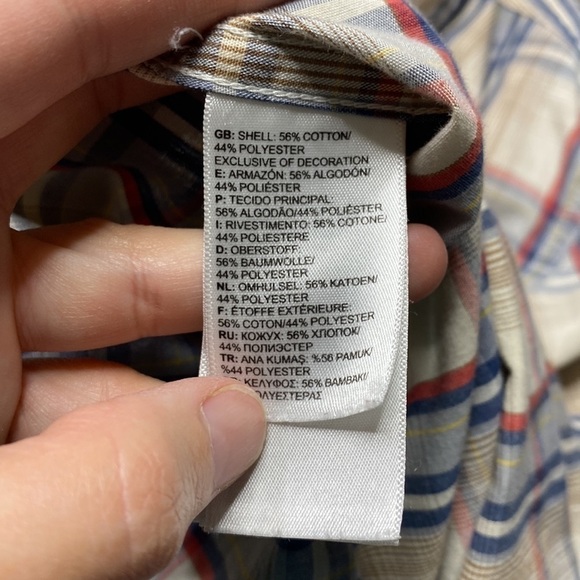 GB: SHELL: 56% COTTON/
44% POLYESTER
EXCLUSIVE OF DECORATION
E: ARMAZÓN: 56% ALGODÓN/
44% POLIÉSTER
P: TECIDO PRINCIPAL:
56% ALGODÃO/44% POLIÉSTER
I: RIVESTIMENTO: 56% COTONE/
44% POLIESTERE
D: OBERSTOFF:
56% BAUMWOLLE/
44% POLYESTER
NL: OMHULSEL: 56% KATOEN/
44% POLYESTER
F: ÉTOFFE EXTÉRIEURE:
56% COTON/44% POLYESTER
RU: КОЖУХ: 56% ХЛОПОК/
44% ПОЛИЭСТЕР
TR: ANA KUMAŞ: %56 PAMUK/
%44 POLYESTER
ΚΕΛΥΦΟΣ: 56% ΒΑΜΒΑΚΙ/